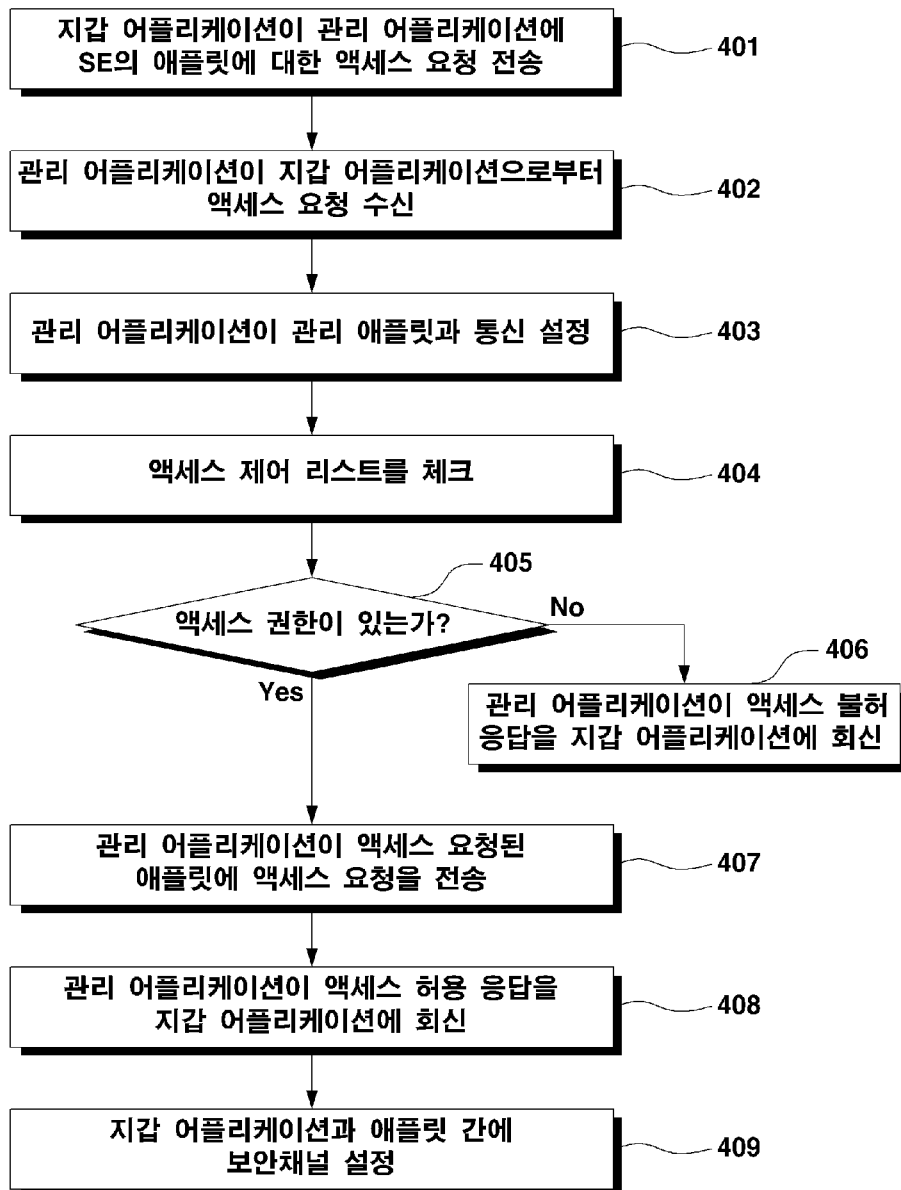 지갑 어플리케이션이 관리 어플리케이션에
SE의 애플릿에 대한 액세스 요청 전송
401
관리 어플리케이션이 지갑 어플리케이션으로부터
액세스 요청 수신
402
관리 어플리케이션이 관리 애플릿과 통신 설정
403
액세스 제어 리스트를 체크
404
405
액세스 권한이 있는가?
No
Yes
406
관리 어플리케이션이 액세스 불허
응답을 지갑 어플리케이션에 회신
관리 어플리케이션이 액세스 요청된
애플릿에 액세스 요청을 전송
407
관리 어플리케이션이 액세스 허용 응답을
지갑 어플리케이션에 회신
408
지갑 어플리케이션과 애플릿 간에
보안채널 설정
409